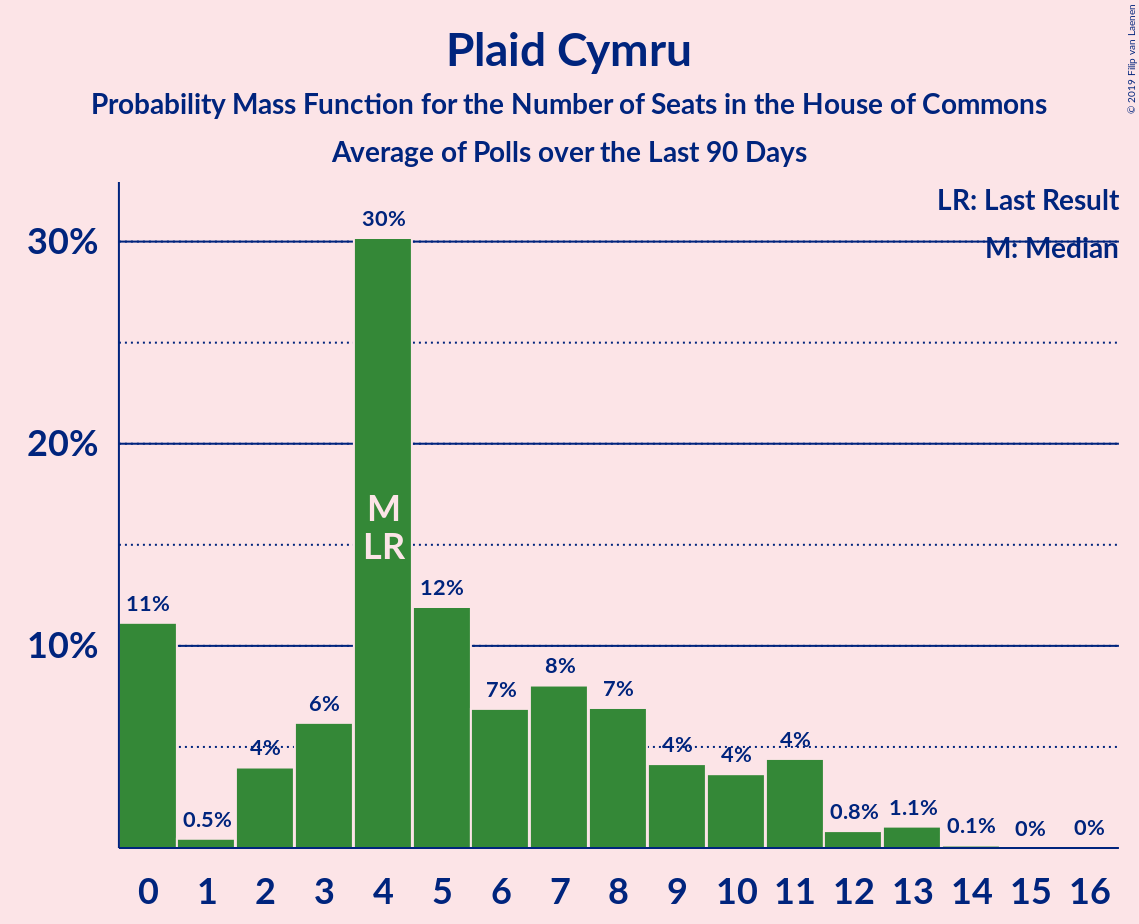 Plaid Cymru
Probability Mass Function for the Number of Seats in the House of Commons
Average of Polls over the Last 90 Days
© 2019 Filip van Laenen
LR: Last Result
M: Median
30%
20%
10%
11%
0.5%
4%
6%
30%
12%
7%
8%
7%
4%
4%
4%
0.8%
1.1%
0.1%
0%
0%
M
LR
0 1 2 3 4 5 6 7 8 9 10 11 12 13 14 15 16